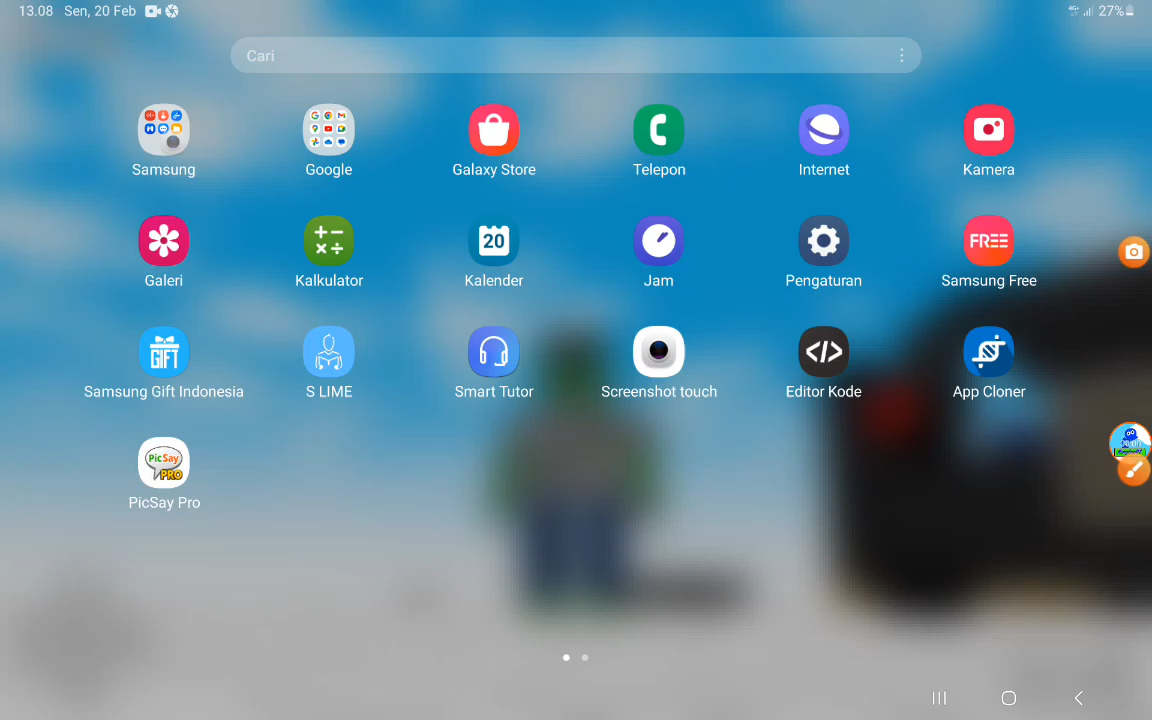 13.08 Sen, 20 Feb
4G+ 27%
Cari
Samsung Google Galaxy Store Telepon Internet Kamera
20 FREE
Galeri Kalkulator Kalender Jam Pengaturan Samsung Free
GIFT
Samsung Gift Indonesia S LIME Smart Tutor Screenshot touch Editor Kode App Cloner
PicSay
PRO
PicSay Pro